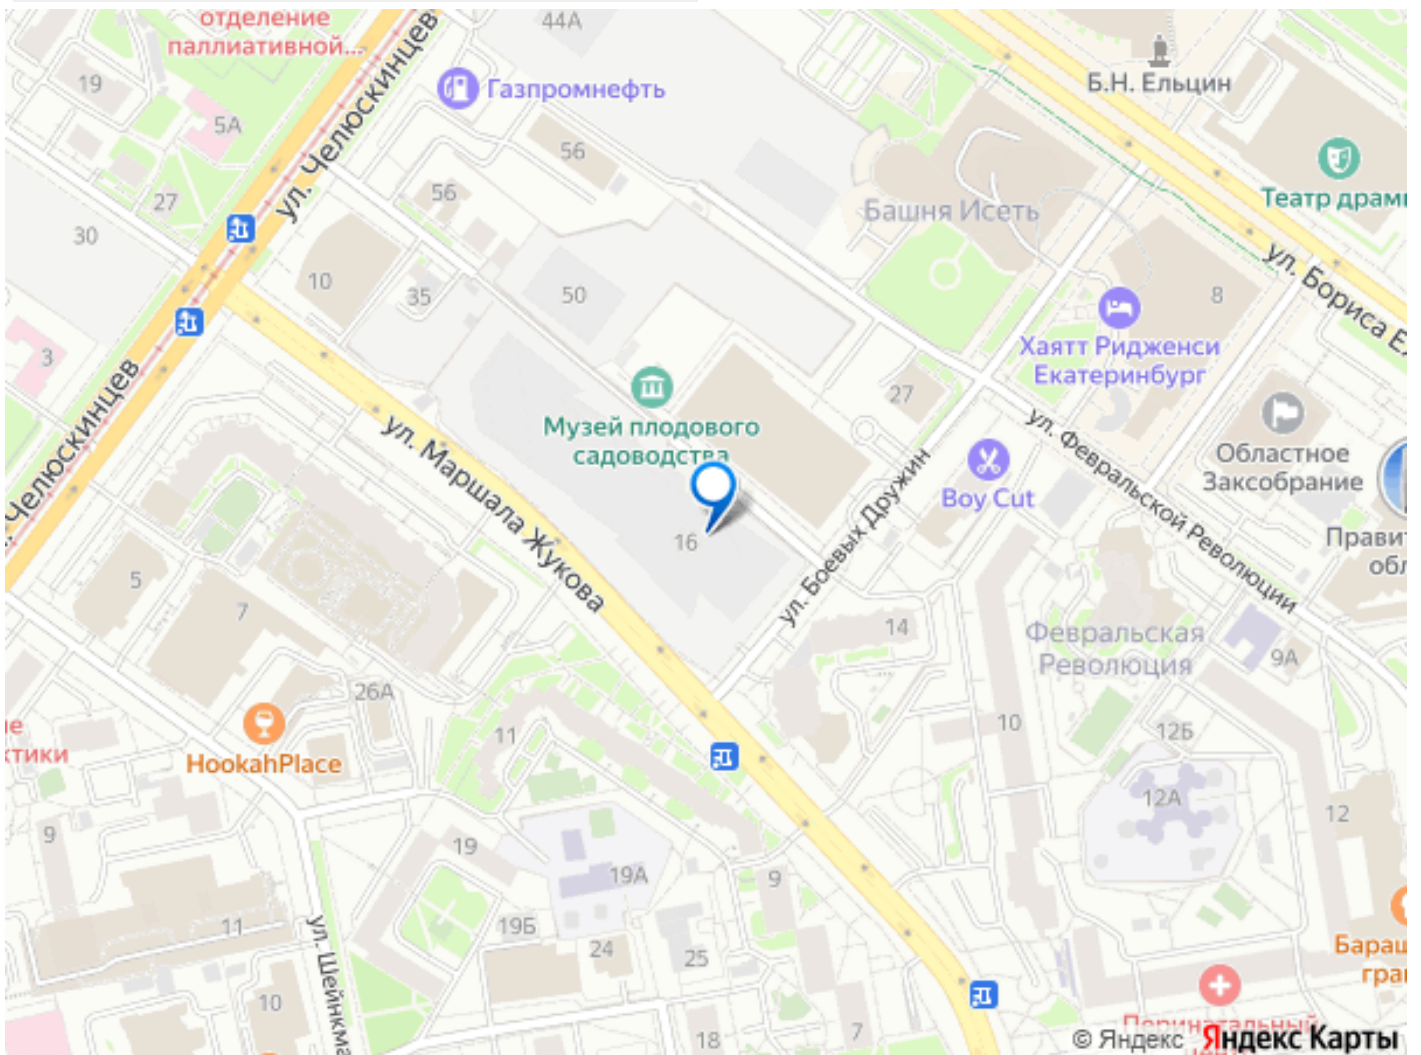 отделение
паллиативной...
44А
19
Газпромнефть
Б.Н. Ельцин
5А
ул. Челюскинцев
56
Театр
27
56
Башня Исеть
30
ул. Бориса
10
35
50
8
Хаятт Ридженси
Екатеринбург
3
27
Музей плодового
садоводства
ул. Маршала Жукова
Областное
Заксобрание
Boy Cut
ул. Февральской Революции
Челюскинцев
16
ул. Боевых Дружин
5
7
14
Февральская
Революция
9А
26А
11
10
12Б
HookahPlace
12А
12
9
19
19А
9
11
19Б
24
25
ул.
10
18
7
© Яндекс
Яндекс Карты